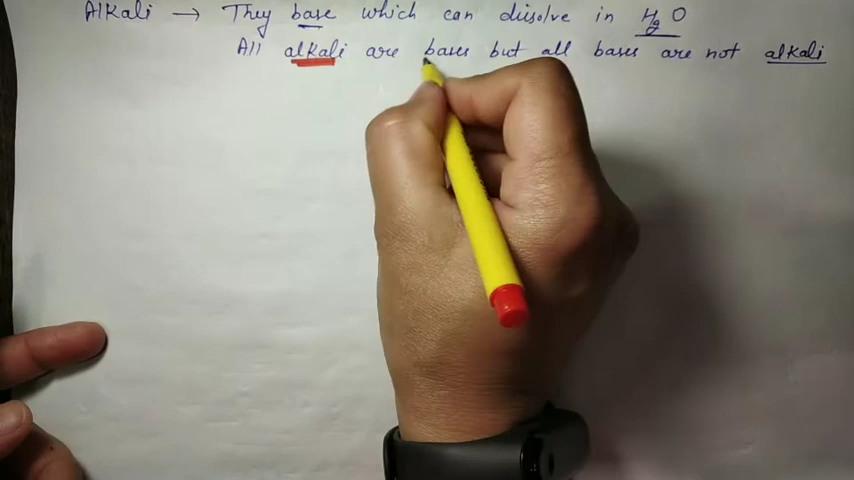 Alkali → They base which can dissolve in H₂O
All alkali are bases but all bases are not alkali